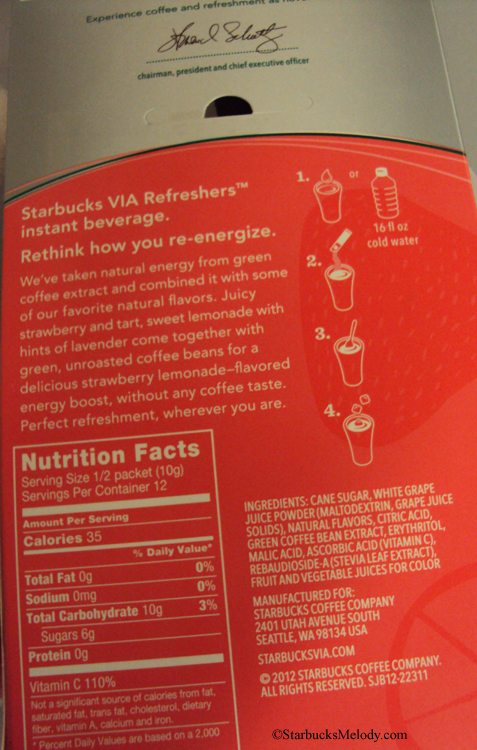 Experience coffee and refreshment as
chairman, president and chief executive officer
Starbucks VIA Refreshers™
instant beverage.
Rethink how you re-energize.
We've taken natural energy from green
coffee extract and combined it with some
of our favorite natural flavors. Juicy
strawberry and tart, sweet lemonade with
hints of lavender come together with
green, unroasted coffee beans for a
delicious strawberry lemonade–flavored
energy boost, without any coffee taste.
Perfect refreshment, wherever you are.
1.
or
16 fl oz
cold water
2.
3.
4.
Nutrition Facts
Serving Size 1/2 packet (10g)
Servings Per Container 12
Amount Per Serving
Calories 35
% Daily Value*
Total Fat 0g 0%
Sodium 0mg 0%
Total Carbohydrate 10g 3%
Sugars 6g
Protein 0g
Vitamin C 110%
Not a significant source of calories from fat,
saturated fat, trans fat, cholesterol, dietary
fiber, vitamin A, calcium and iron.
* Percent Daily Values are based on a 2,000
INGREDIENTS: CANE SUGAR, WHITE GRAPE
JUICE POWDER (MALTODEXTRIN, GRAPE JUICE
SOLIDS), NATURAL FLAVORS, CITRIC ACID,
GREEN COFFEE BEAN EXTRACT, ERYTHRITOL,
MALIC ACID, ASCORBIC ACID (VITAMIN C),
REBAUDIOSIDE-A (STEVIA LEAF EXTRACT),
FRUIT AND VEGETABLE JUICES FOR COLOR
MANUFACTURED FOR:
STARBUCKS COFFEE COMPANY
2401 UTAH AVENUE SOUTH
SEATTLE, WA 98134 USA
STARBUCKSVIA.COM
© 2012 STARBUCKS COFFEE COMPANY.
ALL RIGHTS RESERVED. SJB12-22311
©StarbucksMelody.com